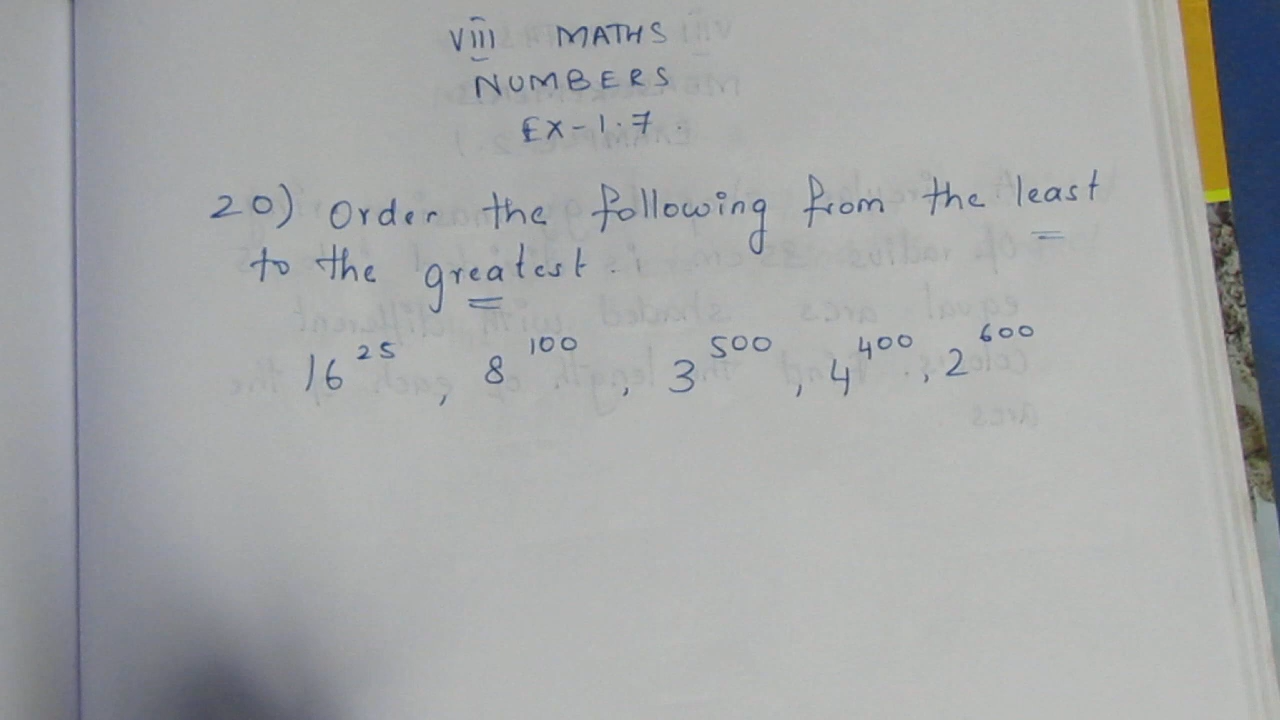 VIII MATHS
NUMBERS
EX-1.7.
20) Order the following from the least
to the greatest.
16^25, 8^100, 3^500, 4^400, 2^600